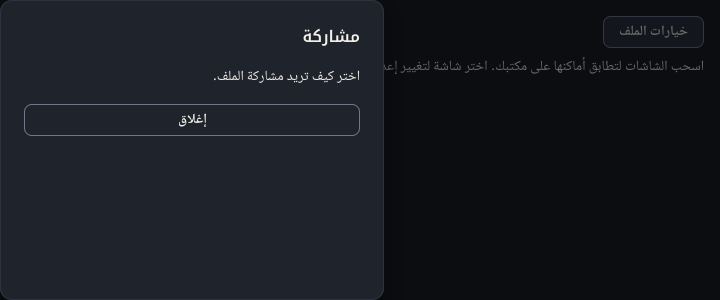 خيارات الملف
اسحب الشاشات لتطابق أماكنها على مكتبك. اختر شاشة لتغيير
مشاركة
اختر كيف تريد مشاركة الملف.
إغلاق